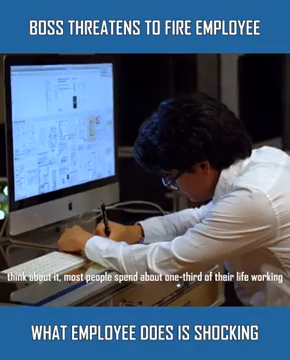 BOSS THREATENS TO FIRE EMPLOYEE
think about it, most people spend about one-third of their life working
WHAT EMPLOYEE DOES IS SHOCKING